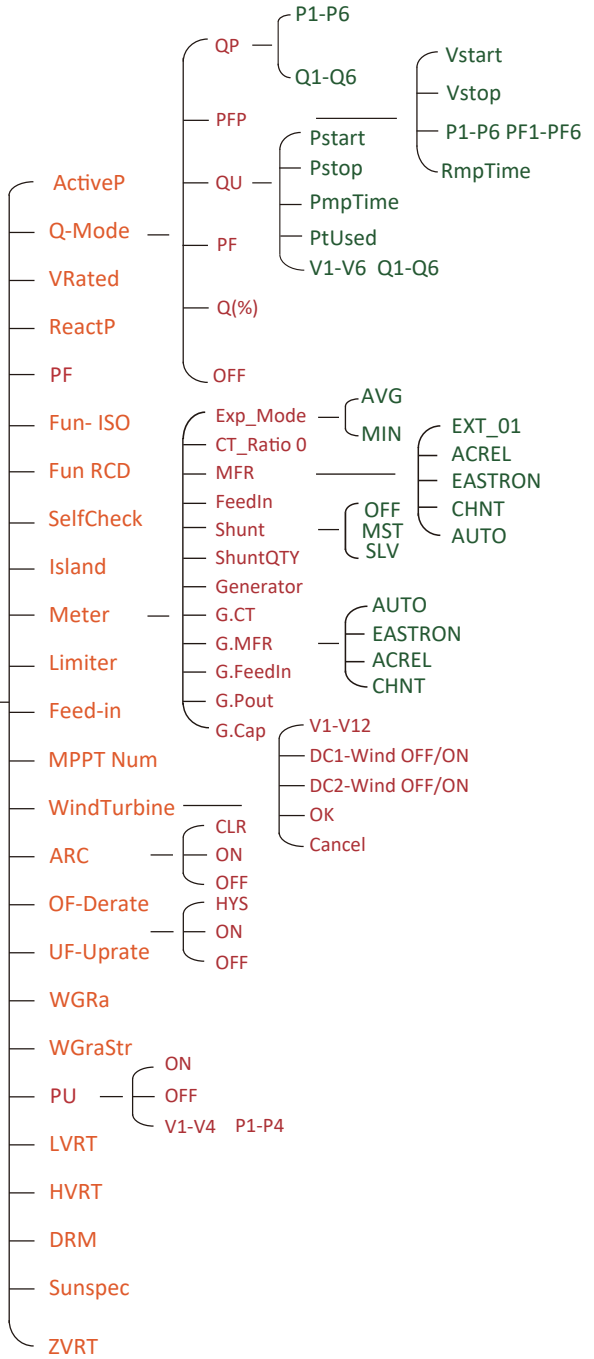 ActiveP
Q-Mode
QP
P1-P6
Q1-Q6
PFP
Vstart
Vstop
P1-P6 PF1-PF6
RmpTime
QU
Pstart
Pstop
PmpTime
PtUsed
V1-V6 Q1-Q6
PF
Q(%)
OFF
VRated
ReactP
PF
Fun- ISO
Fun RCD
SelfCheck
Island
Meter
Exp_Mode
AVG
MIN
CT_Ratio 0
MFR
EXT_01
ACREL
EASTRON
CHNT
AUTO
FeedIn
Shunt
OFF
MST
SLV
ShuntQTY
Generator
G.CT
G.MFR
AUTO
EASTRON
ACREL
CHNT
G.FeedIn
G.Pout
G.Cap
Limiter
Feed-in
MPPT Num
WindTurbine
V1-V12
DC1-Wind OFF/ON
DC2-Wind OFF/ON
OK
Cancel
ARC
CLR
ON
OFF
OF-Derate
UF-Uprate
HYS
ON
OFF
WGRa
WGraStr
PU
ON
OFF
V1-V4 P1-P4
LVRT
HVRT
DRM
Sunspec
ZVRT